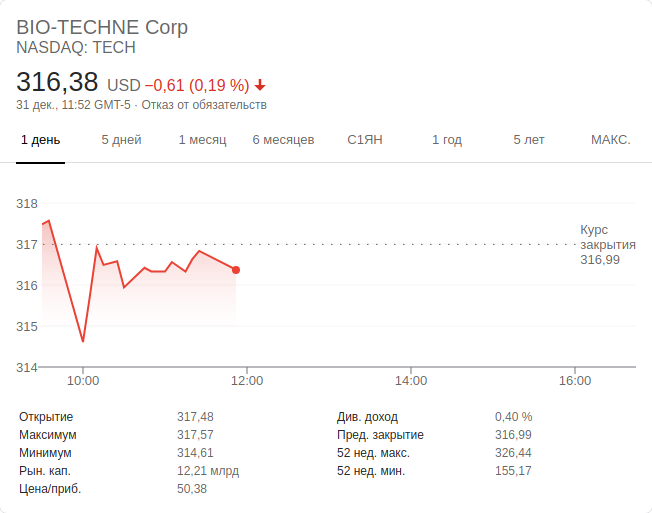 BIO-TECHNE Corp
NASDAQ: TECH
316,38 USD −0,61 (0,19 %)
31 дек., 11:52 GMT-5 · Отказ от обязательств
1 день 5 дней 1 месяц 6 месяцев С1ЯН 1 год 5 лет МАКС.
318
317
316
315
314
Курс
закрытия
316,99
10:00 12:00 14:00 16:00
Открытие 317,48 Див. доход 0,40 %
Максимум 317,57 Пред. закрытие 316,99
Минимум 314,61 52 нед. макс. 326,44
Рын. кап. 12,21 млрд 52 нед. мин. 155,17
Цена/приб. 50,38